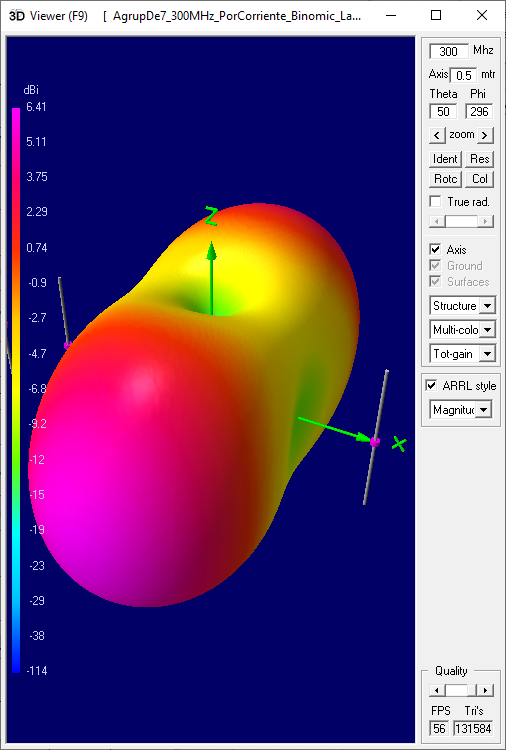 3D Viewer (F9) [ AgrupDe7_300MHz_PorCorriente_Binomic_La...
dBi
6.41
5.11
3.75
2.29
0.74
-0.9
-2.7
-4.7
-6.8
-9.2
-12
-15
-19
-23
-29
-38
-114
Z
X
300 Mhz
Axis 0.5 mtr
Theta Phi
50 296
< zoom >
Ident Res
Rotc Col
True rad.
Axis
Ground
Surfaces
Structure
Multi-colo
Tot-gain
ARRL style
Magnitud
Quality
FPS Tri's
56 131584